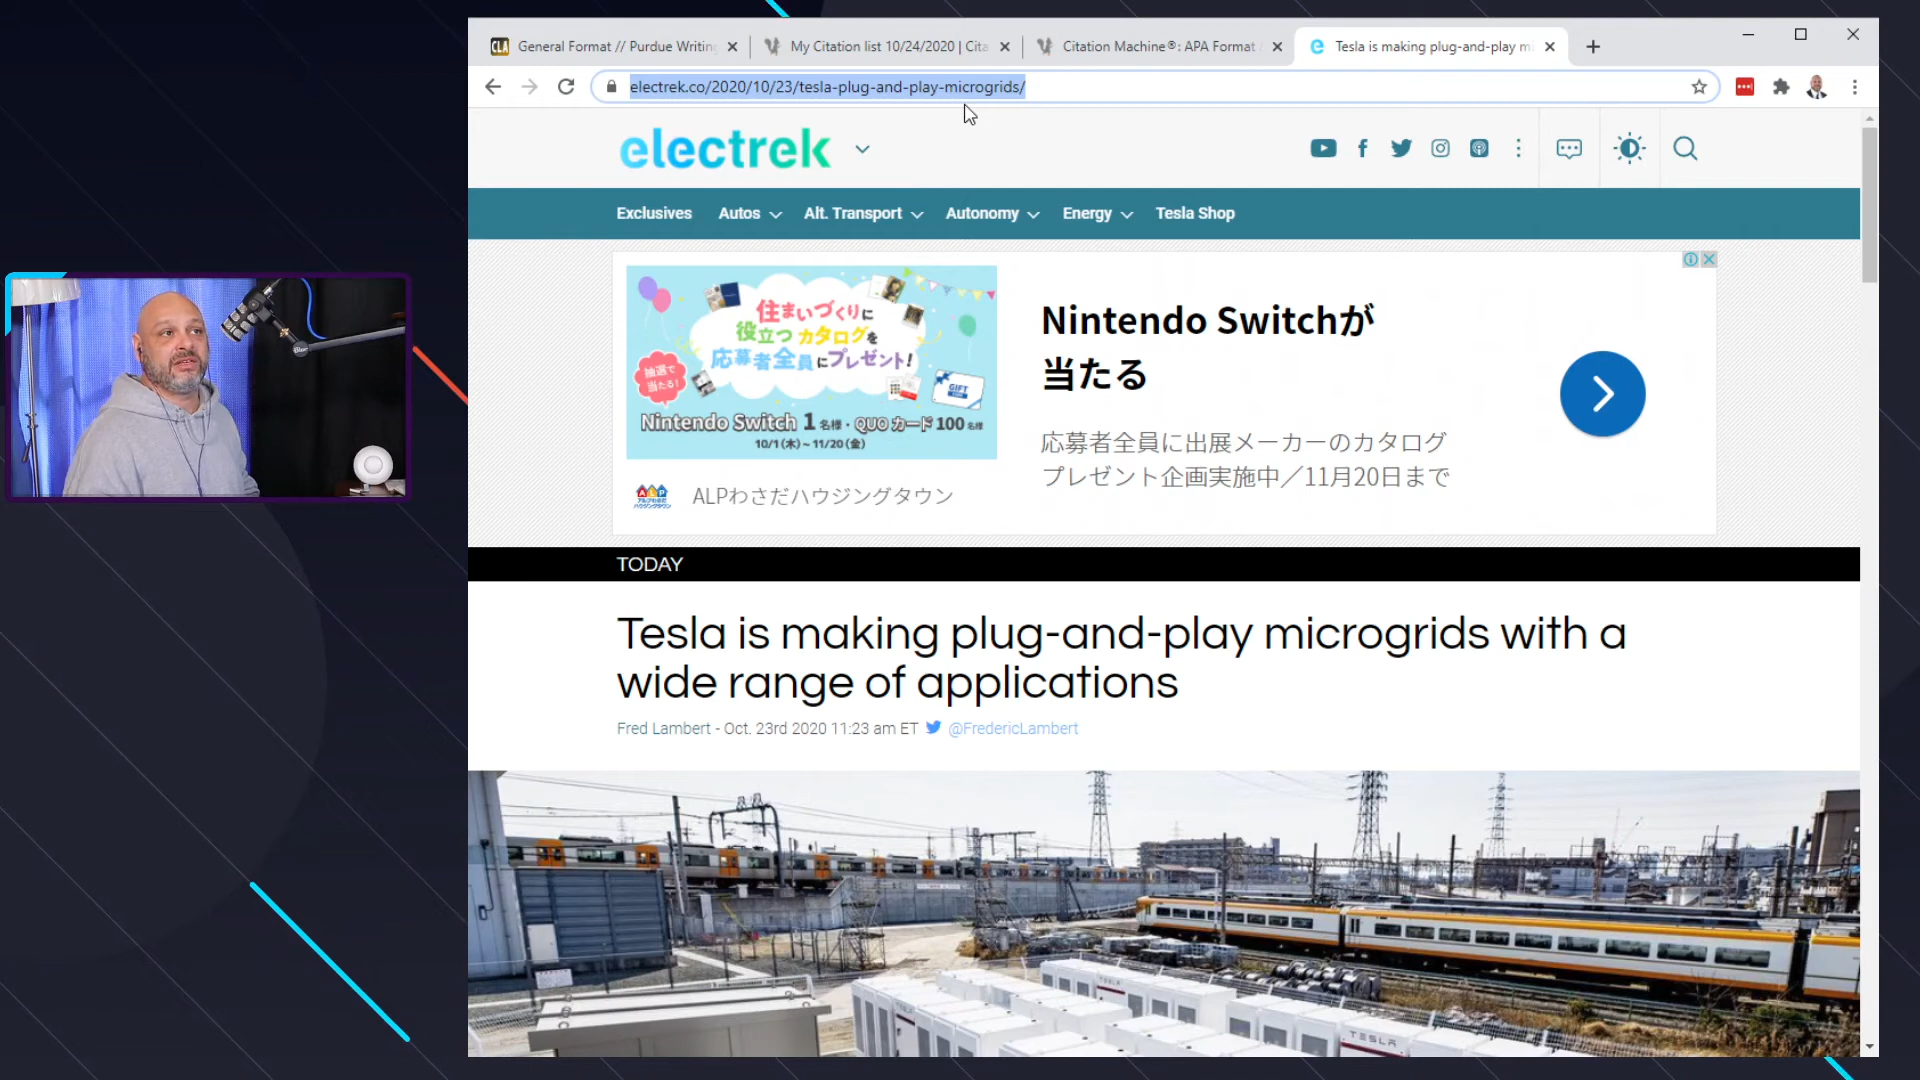 CLA General Format // Purdue Writing
My Citation list 10/24/2020 | Cita
Citation Machine®: APA Format
Tesla is making plug-and-play mi
electrek.co/2020/10/23/tesla-plug-and-play-microgrids/
electrek
Exclusives Autos Alt. Transport Autonomy Energy Tesla Shop
住まいづくりに
役立つカタログを
応募者全員にプレゼント!
抽選で
当たる!
GIFT
Nintendo Switch 1名様・QUOカード100名様
10/1(木)~11/20(金)
Nintendo Switchが
当たる
応募者全員に出展メーカーのカタログ
プレゼント企画実施中／11月20日まで
ALP
ALPわさだハウジングタウン
TODAY
Tesla is making plug-and-play microgrids with a
wide range of applications
Fred Lambert - Oct. 23rd 2020 11:23 am ET @FredericLambert
TESLA
TESLA